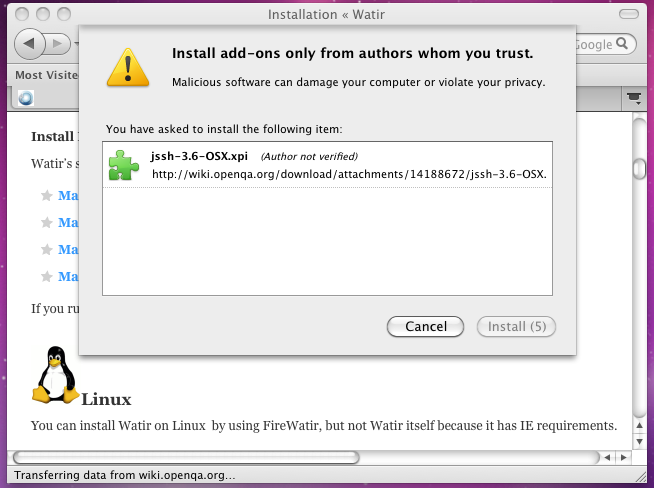 Installation « Watir
Google
Most Visite
Install add-ons only from authors whom you trust.
Malicious software can damage your computer or violate your privacy.
You have asked to install the following item:
jssh-3.6-OSX.xpi (Author not verified)
http://wiki.openqa.org/download/attachments/14188672/jssh-3.6-OSX.
Cancel
Install (5)
Install
Watir's s
Ma
Ma
Ma
Ma
If you ru
Linux
You can install Watir on Linux by using FireWatir, but not Watir itself because it has IE requirements.
Transferring data from wiki.openqa.org...